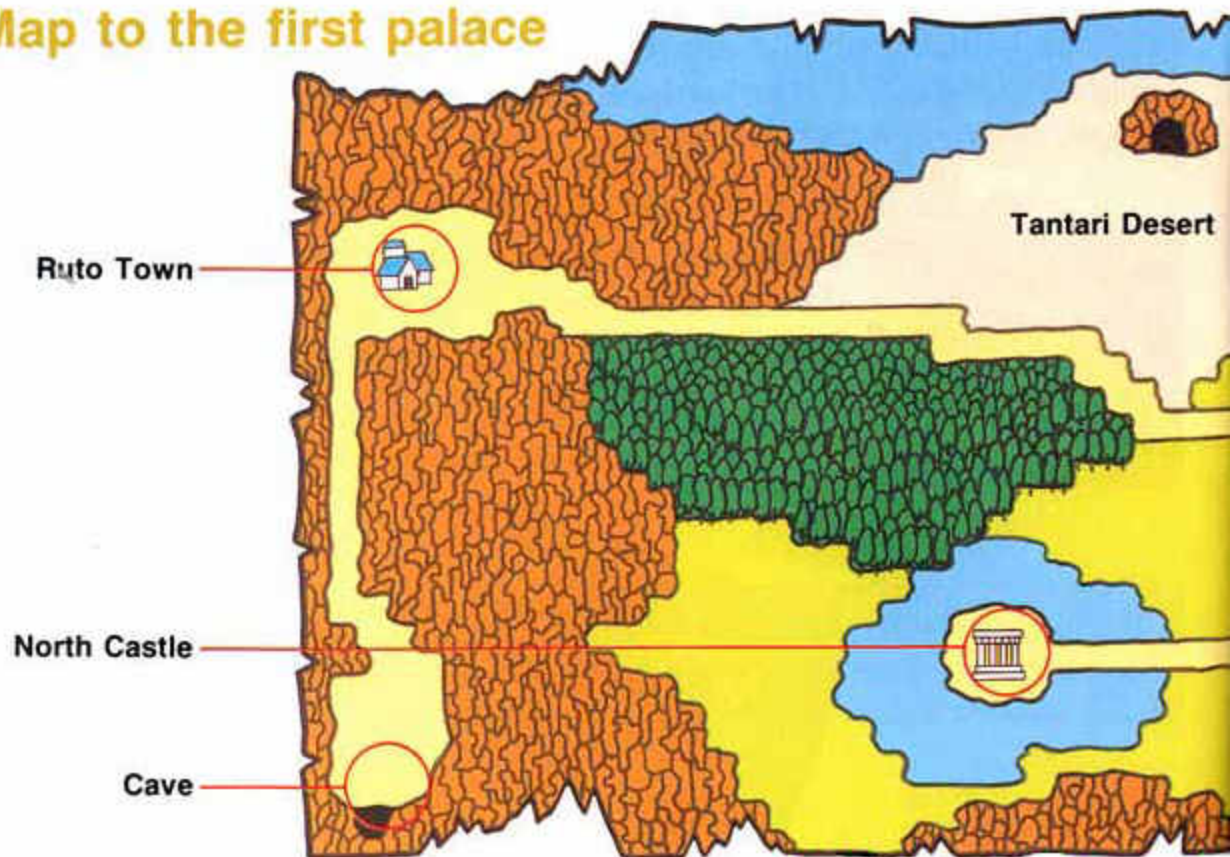 Map to the first palace
Tantari Desert
Ruto Town
North Castle
Cave